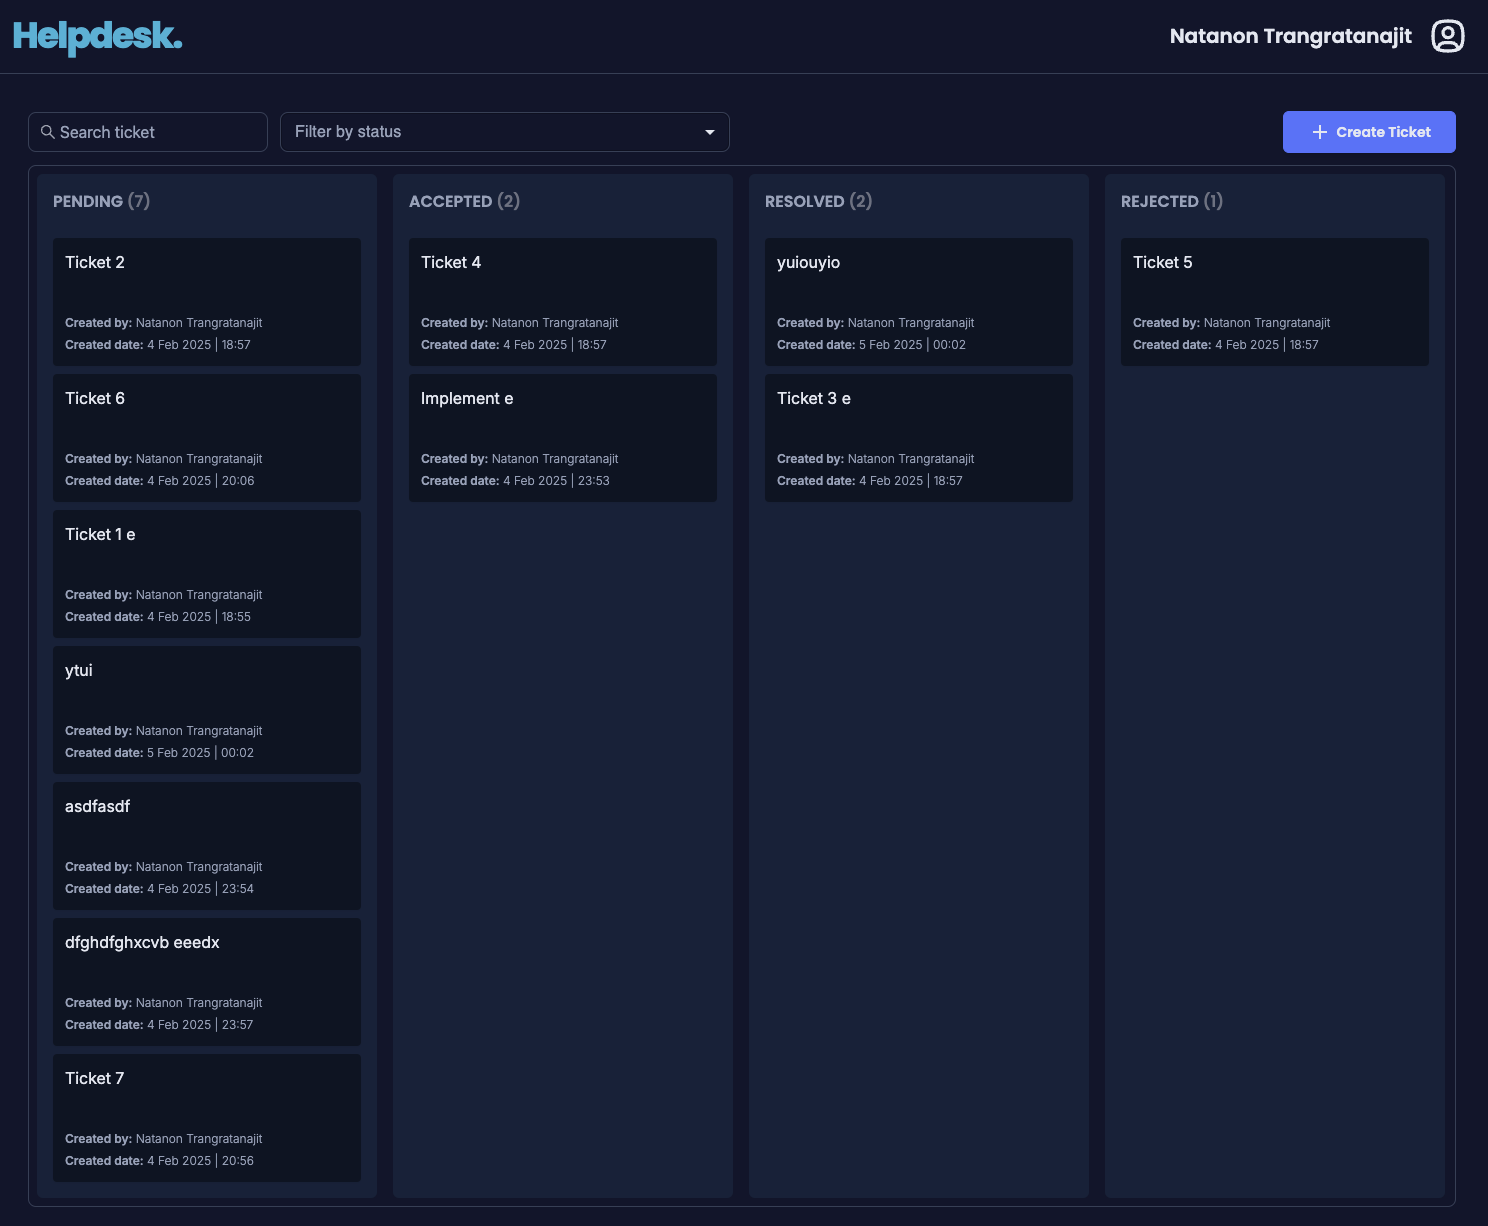 Helpdesk.
Natanon Trangratanajit
Search ticket
Filter by status
Create Ticket
PENDING (7)
Ticket 2
Created by: Natanon Trangratanajit
Created date: 4 Feb 2025 | 18:57
Ticket 6
Created by: Natanon Trangratanajit
Created date: 4 Feb 2025 | 20:06
Ticket 1 e
Created by: Natanon Trangratanajit
Created date: 4 Feb 2025 | 18:55
ytui
Created by: Natanon Trangratanajit
Created date: 5 Feb 2025 | 00:02
asdfasdf
Created by: Natanon Trangratanajit
Created date: 4 Feb 2025 | 23:54
dfghdfghxcvb eeedx
Created by: Natanon Trangratanajit
Created date: 4 Feb 2025 | 23:57
Ticket 7
Created by: Natanon Trangratanajit
Created date: 4 Feb 2025 | 20:56
ACCEPTED (2)
Ticket 4
Created by: Natanon Trangratanajit
Created date: 4 Feb 2025 | 18:57
Implement e
Created by: Natanon Trangratanajit
Created date: 4 Feb 2025 | 23:53
RESOLVED (2)
yuiouyio
Created by: Natanon Trangratanajit
Created date: 5 Feb 2025 | 00:02
Ticket 3 e
Created by: Natanon Trangratanajit
Created date: 4 Feb 2025 | 18:57
REJECTED (1)
Ticket 5
Created by: Natanon Trangratanajit
Created date: 4 Feb 2025 | 18:57